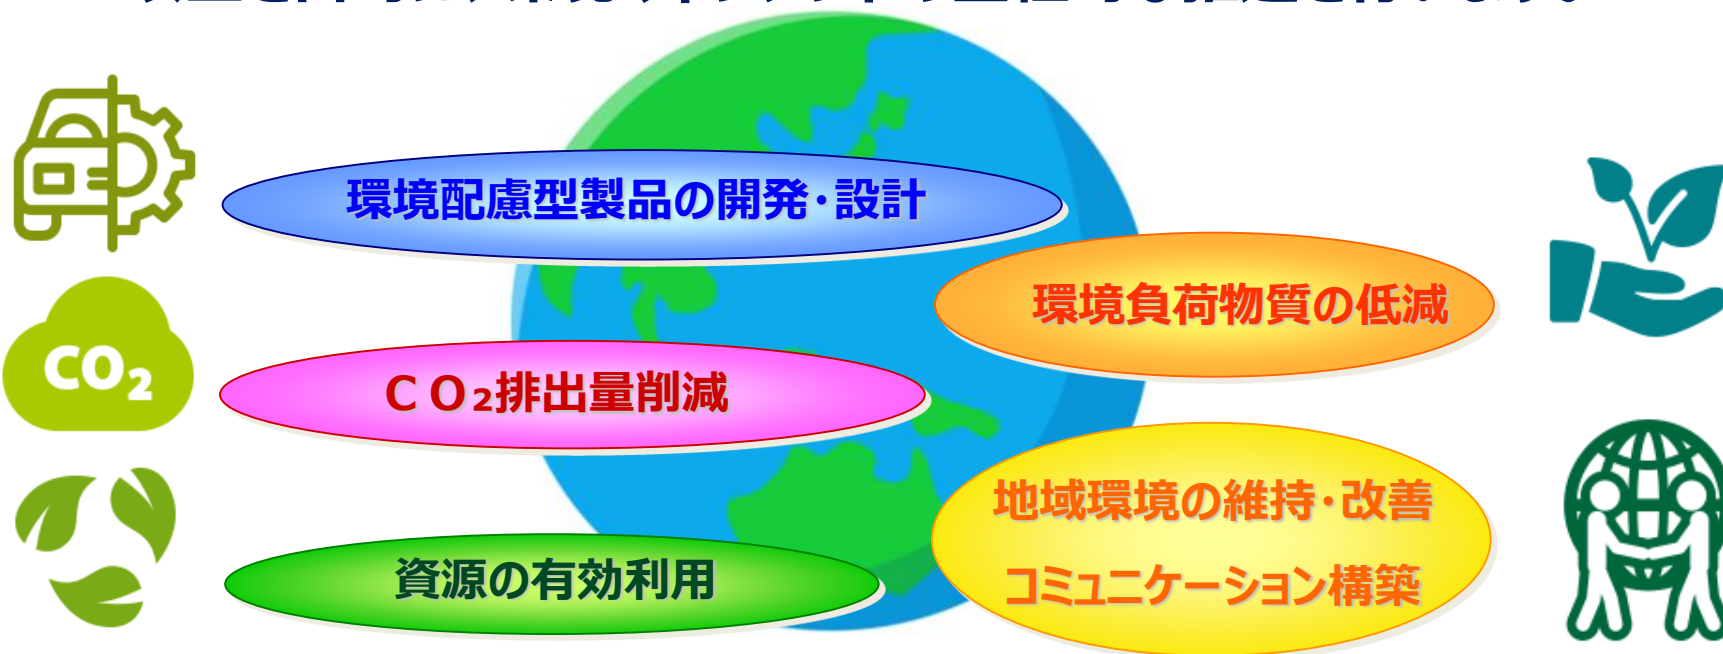 環境配慮型製品の開発・設計
環境負荷物質の低減
CO₂
ＣＯ₂排出量削減
地域環境の維持・改善
コミュニケーション構築
資源の有効利用